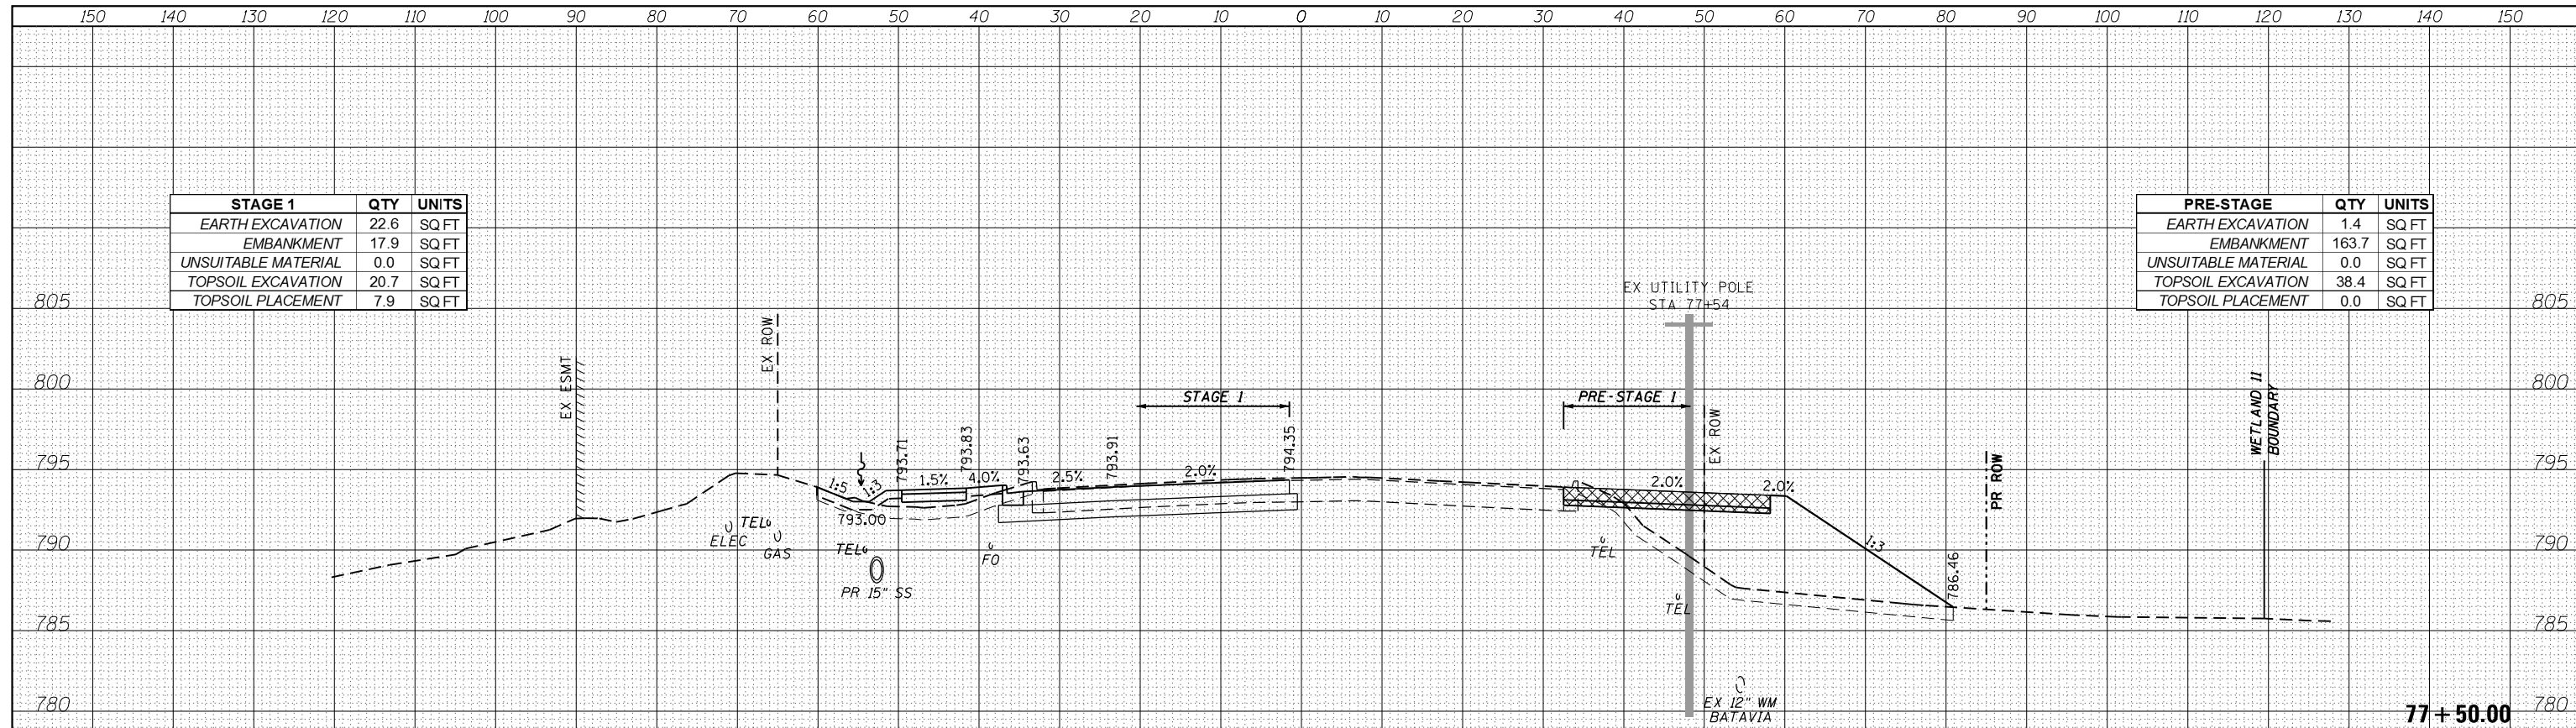 150 140 130 120 110 100 90 80 70 60 50 40 30 20 10 0 10 20 30 40 50 60 70 80 90 100 110 120 130 140 150
STAGE 1 QTY UNITS
EARTH EXCAVATION 22.6 SQ FT
EMBANKMENT 17.9 SQ FT
UNSUITABLE MATERIAL 0.0 SQ FT
TOPSOIL EXCAVATION 20.7 SQ FT
TOPSOIL PLACEMENT 7.9 SQ FT
PRE-STAGE QTY UNITS
EARTH EXCAVATION 1.4 SQ FT
EMBANKMENT 163.7 SQ FT
UNSUITABLE MATERIAL 0.0 SQ FT
TOPSOIL EXCAVATION 38.4 SQ FT
TOPSOIL PLACEMENT 0.0 SQ FT
EX UTILITY POLE
STA 77+54
805 805
800 800
795 795
790 790
785 785
780 780
EX ESMT
EX ROW
STAGE 1
PRE-STAGE 1
EX ROW
PR ROW
WETLAND II
BOUNDARY
793.71
793.83
793.63
793.91
794.35
1:5
1:3
1.5%
4.0%
2.5%
2.0%
2.0%
2.0%
1:3
786.46
793.00
ELEC
TEL
GAS
TEL
PR 15" SS
FO
TEL
TEL
EX 12" WM
BATAVIA
77+50.00